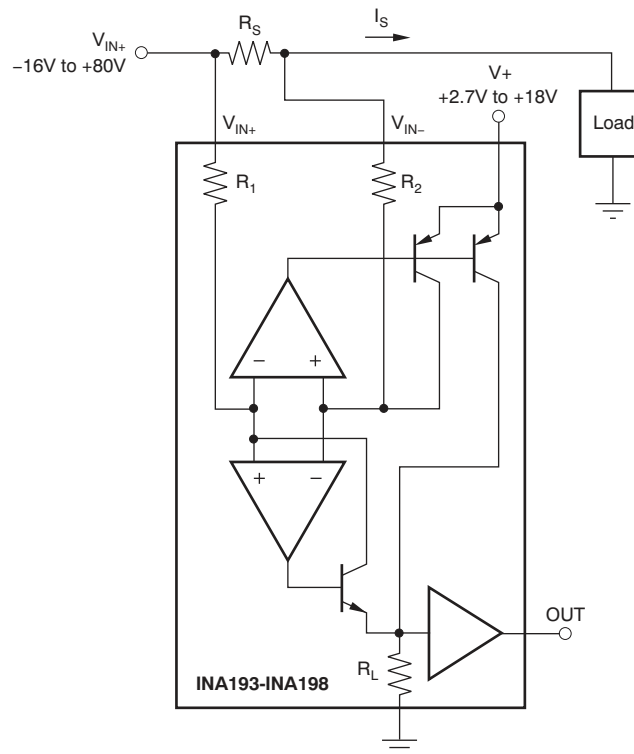 R_S
I_S
V_IN+
−16V to +80V
V+
+2.7V to +18V
Load
V_IN+
V_IN−
R_1
R_2
− +
+ −
OUT
R_L
INA193-INA198